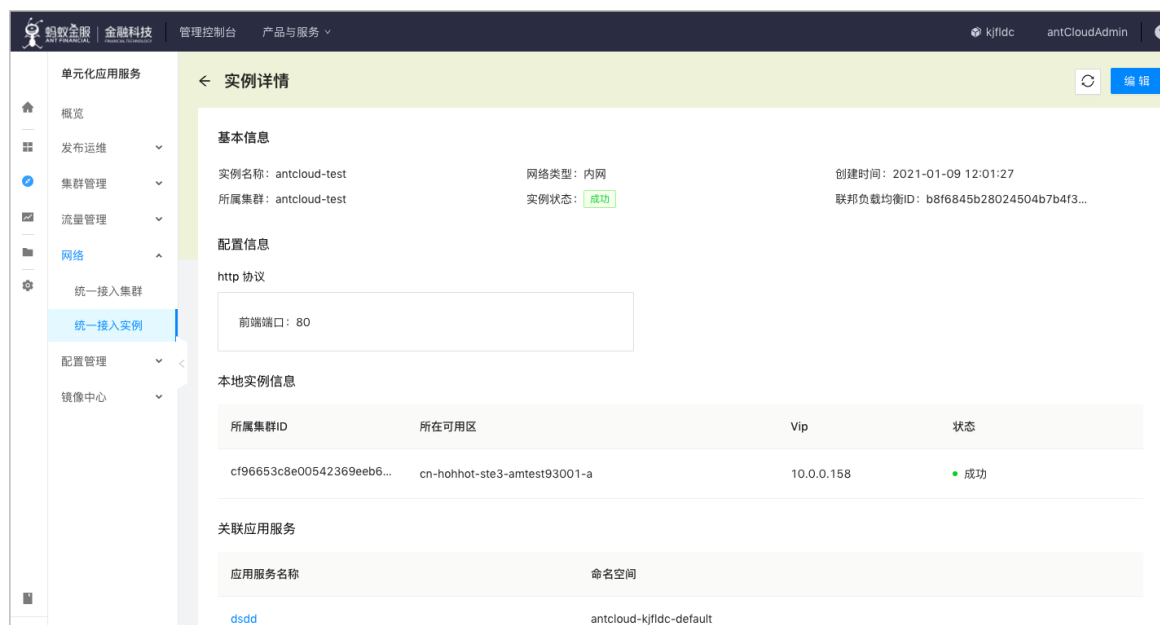 蚂蚁金服 金融科技 管理控制台 产品与服务 kjfldc antCloudAdmin
ANT FINANCIAL FINANCIAL TECHNOLOGY
单元化应用服务
概览
发布运维
集群管理
流量管理
网络
统一接入集群
统一接入实例
配置管理
镜像中心
实例详情 编 辑
基本信息
实例名称：antcloud-test 网络类型：内网 创建时间：2021-01-09 12:01:27
所属集群：antcloud-test 实例状态：成功 联邦负载均衡ID：b8f6845b28024504b7b4f3...
配置信息
http 协议
前端端口：80
本地实例信息
所属集群ID 所在可用区 Vip 状态
cf96653c8e00542369eeb6... cn-hohhot-ste3-amtest93001-a 10.0.0.158 成功
关联应用服务
应用服务名称 命名空间
dsdd antcloud-kjfldc-default